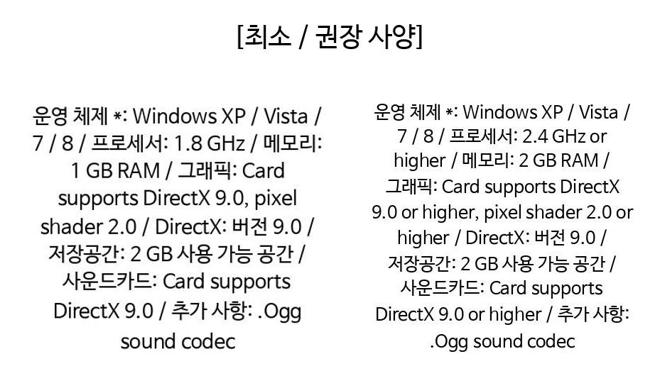 [최소 / 권장 사양]
운영 체제 *: Windows XP / Vista /
7 / 8 / 프로세서: 1.8 GHz / 메모리:
1 GB RAM / 그래픽: Card
supports DirectX 9.0, pixel
shader 2.0 / DirectX: 버전 9.0 /
저장공간: 2 GB 사용 가능 공간 /
사운드카드: Card supports
DirectX 9.0 / 추가 사항: .Ogg
sound codec
운영 체제 *: Windows XP / Vista /
7 / 8 / 프로세서: 2.4 GHz or
higher / 메모리: 2 GB RAM /
그래픽: Card supports DirectX
9.0 or higher, pixel shader 2.0 or
higher / DirectX: 버전 9.0 /
저장공간: 2 GB 사용 가능 공간 /
사운드카드: Card supports
DirectX 9.0 or higher / 추가 사항:
.Ogg sound codec